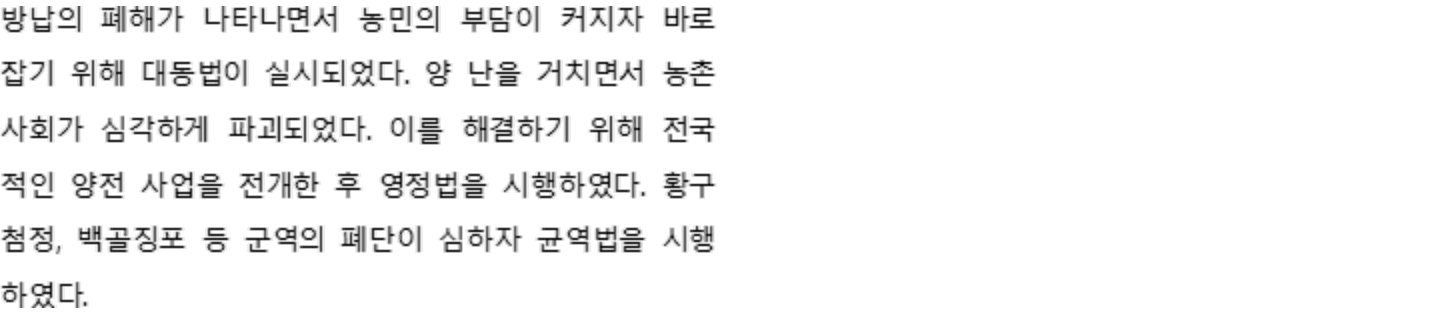 방납의 폐해가 나타나면서 농민의 부담이 커지자 바로
잡기 위해 대동법이 실시되었다. 양 난을 거치면서 농촌
사회가 심각하게 파괴되었다. 이를 해결하기 위해 전국
적인 양전 사업을 전개한 후 영정법을 시행하였다. 황구
첨정, 백골징포 등 군역의 폐단이 심하자 균역법을 시행
하였다.